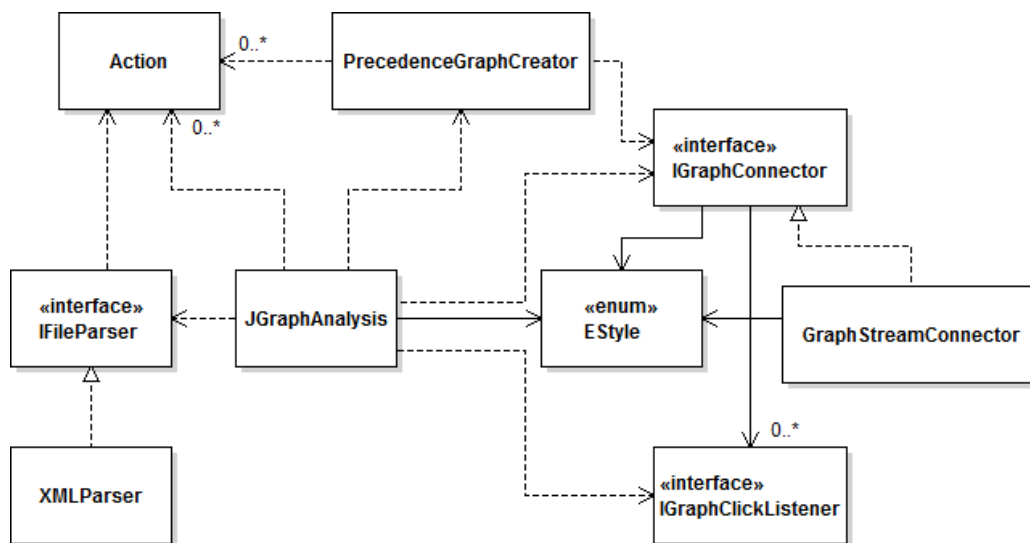 Action
0..*
PrecedenceGraphCreator
0..*
«interface»
IGraphConnector
«interface»
IFileParser
JGraphAnalysis
«enum»
EStyle
GraphStreamConnector
XMLParser
0..*
«interface»
IGraphClickListener